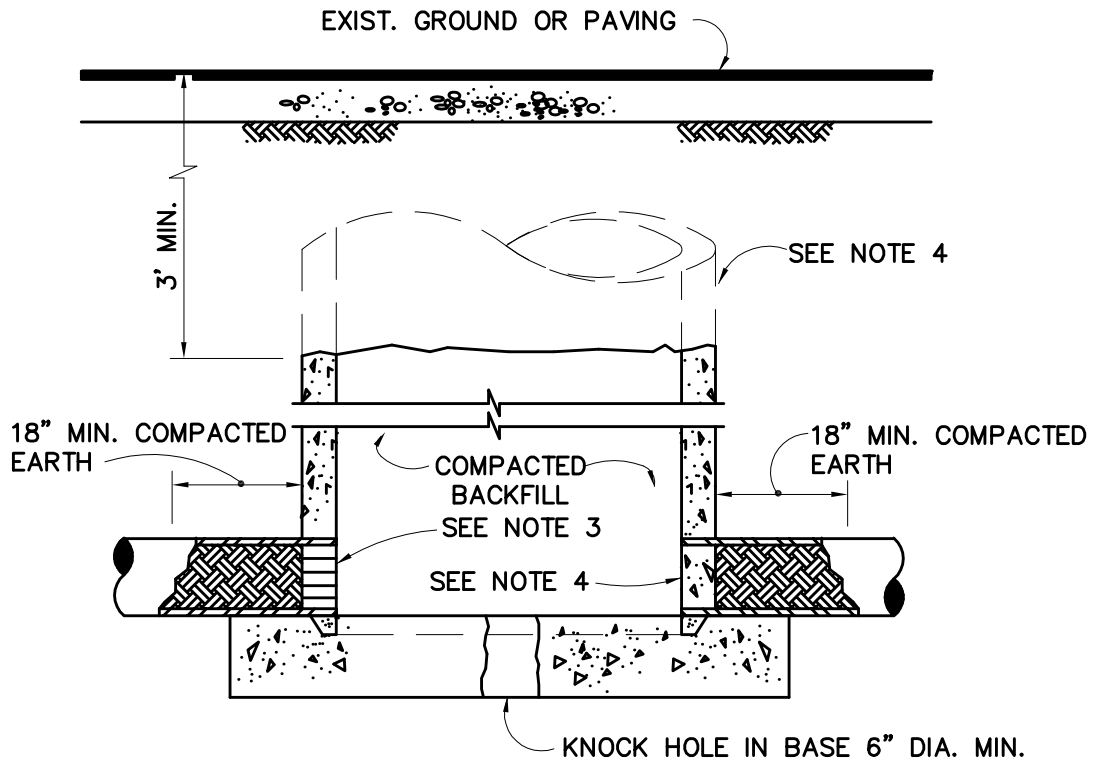 EXIST. GROUND OR PAVING
3' MIN.
SEE NOTE 4
18" MIN. COMPACTED
EARTH
18" MIN. COMPACTED
EARTH
COMPACTED
BACKFILL
SEE NOTE 3
SEE NOTE 4
KNOCK HOLE IN BASE 6" DIA. MIN.